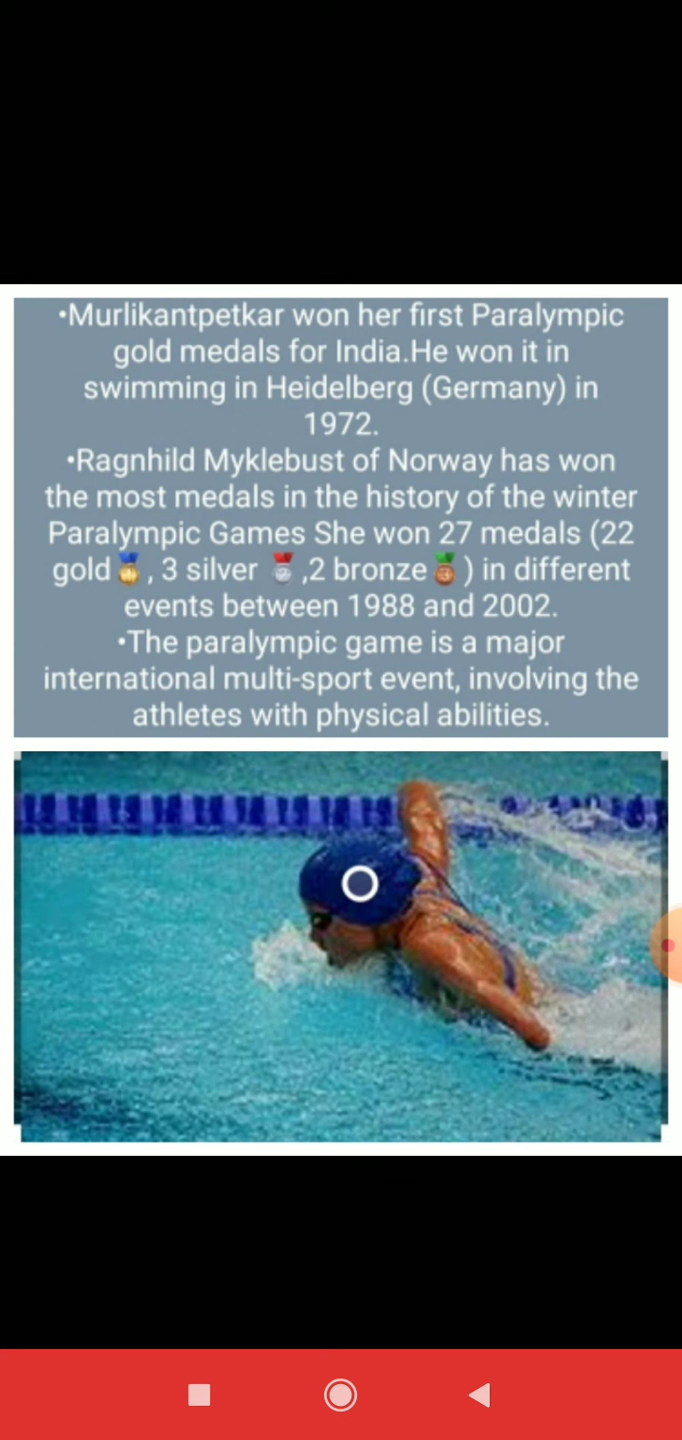 •Murlikantpetkar won her first Paralympic
gold medals for India.He won it in
swimming in Heidelberg (Germany) in
1972.
•Ragnhild Myklebust of Norway has won
the most medals in the history of the winter
Paralympic Games She won 27 medals (22
gold🥇, 3 silver 🥈,2 bronze🥉) in different
events between 1988 and 2002.
•The paralympic game is a major
international multi-sport event, involving the
athletes with physical abilities.